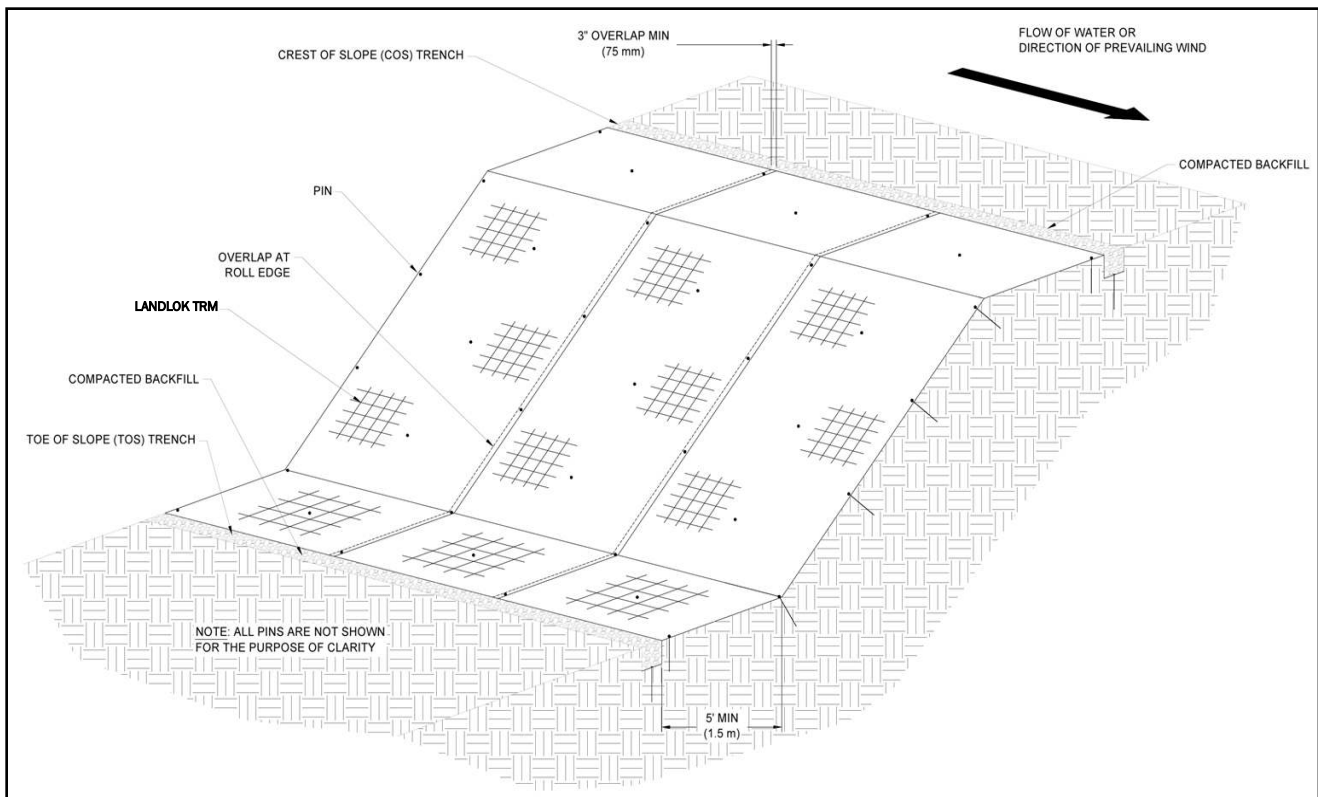 3" OVERLAP MIN
(75 mm)
FLOW OF WATER OR
DIRECTION OF PREVAILING WIND
CREST OF SLOPE (COS) TRENCH
COMPACTED BACKFILL
PIN
OVERLAP AT
ROLL EDGE
LANDLOK TRM
COMPACTED BACKFILL
TOE OF SLOPE (TOS) TRENCH
NOTE: ALL PINS ARE NOT SHOWN
FOR THE PURPOSE OF CLARITY
5' MIN
(1.5 m)